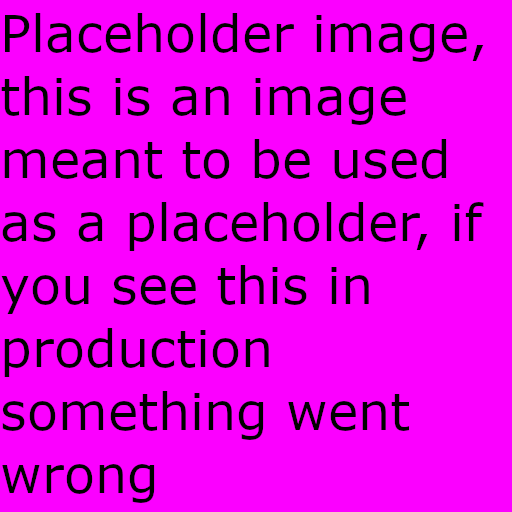 Placeholder image,
this is an image
meant to be used
as a placeholder, if
you see this in
production
something went
wrong